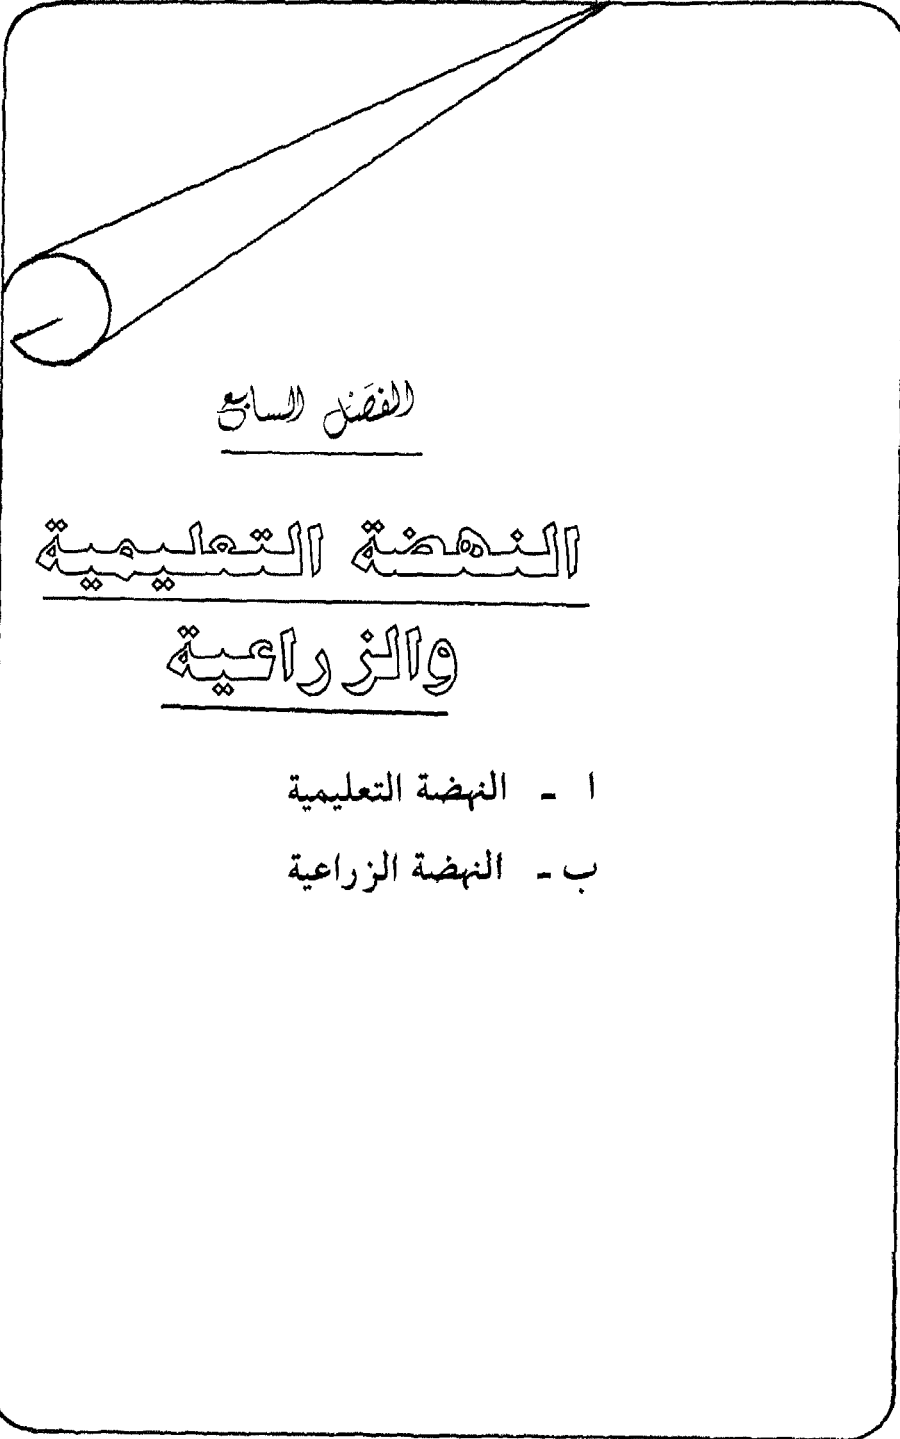 الفصل السابع
النهضة التعليمية
والزراعية
ا - النهضة التعليمية
ب - النهضة الزراعية